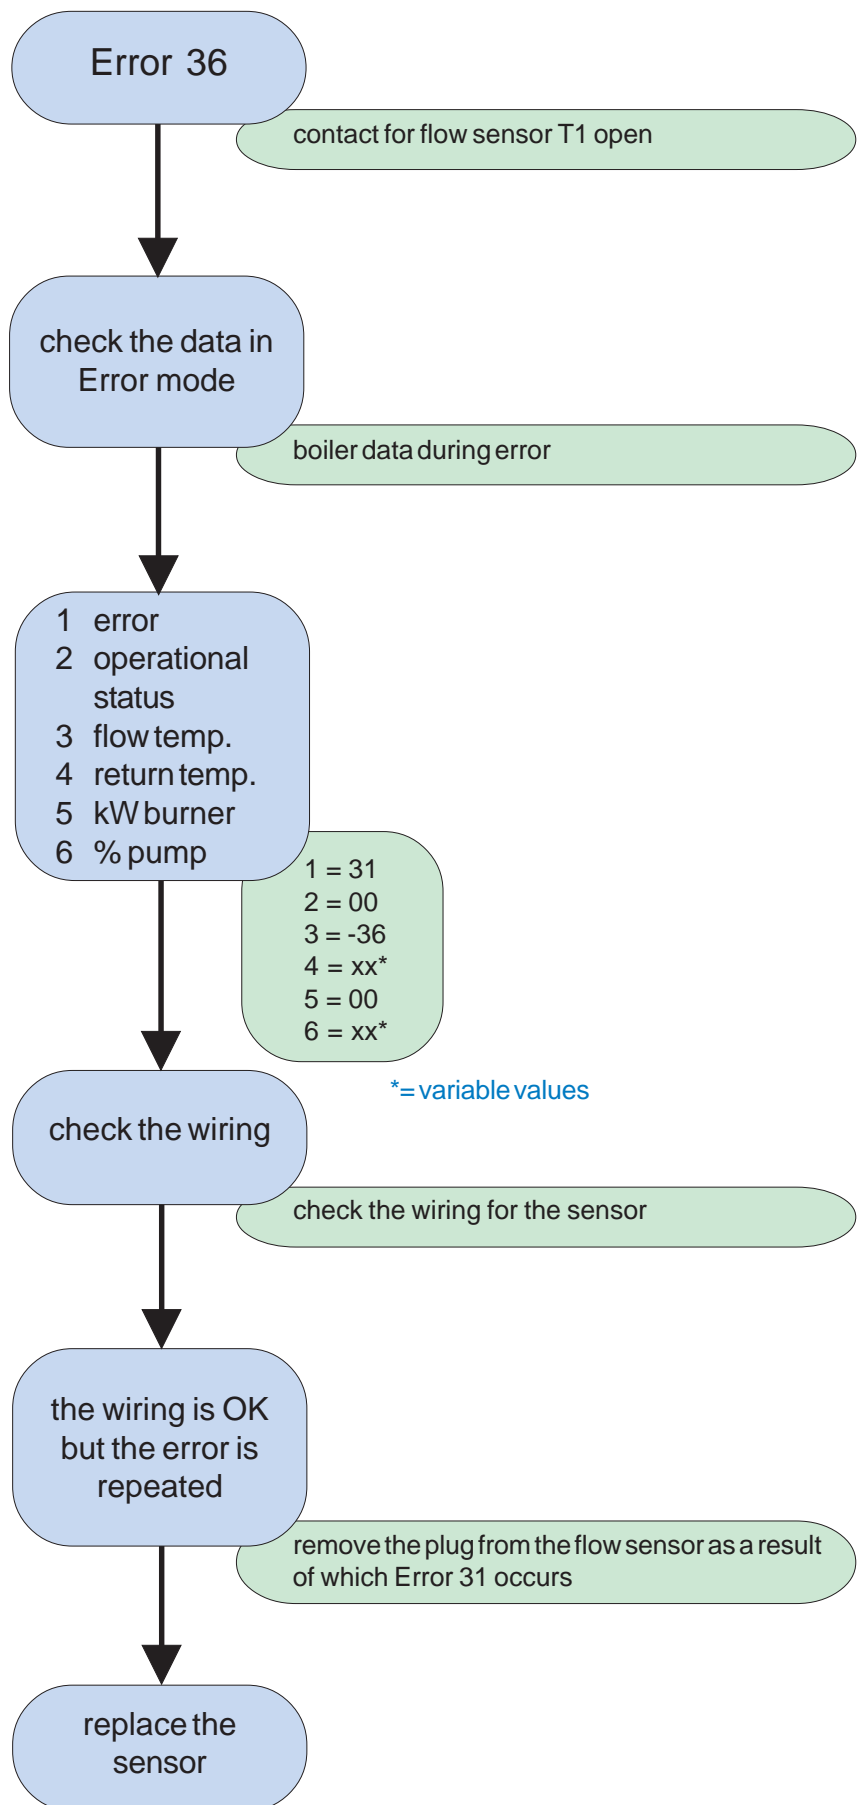 Error 36
contact for flow sensor T1 open
check the data in
Error mode
boiler data during error
1 error
2 operational
status
3 flow temp.
4 return temp.
5 kW burner
6 % pump
1 = 31
2 = 00
3 = -36
4 = xx*
5 = 00
6 = xx*
*= variable values
check the wiring
check the wiring for the sensor
the wiring is OK
but the error is
repeated
remove the plug from the flow sensor as a result
of which Error 31 occurs
replace the
sensor